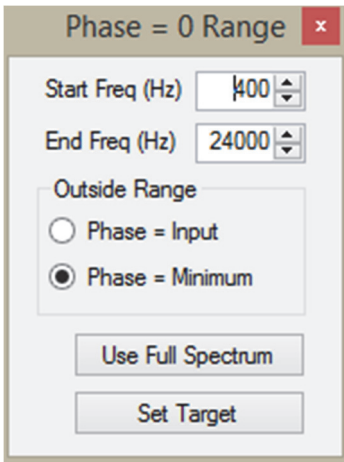 Phase = 0 Range x
Start Freq (Hz) 400
End Freq (Hz) 24000
Outside Range
Phase = Input
Phase = Minimum
Use Full Spectrum
Set Target